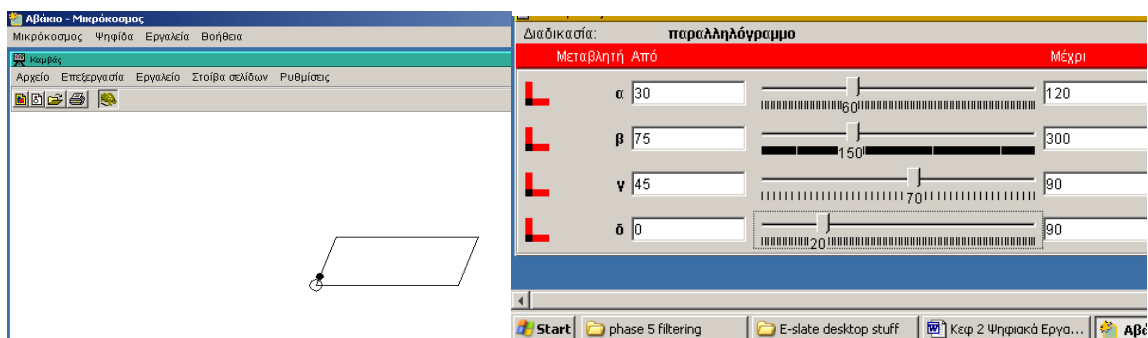 Αβάκιο - Μικρόκοσμος
Μικρόκοσμος Ψηφίδα Εργαλεία Βοήθεια
Καμβάς
Αρχείο Επεξεργασία Εργαλείο Στοίβα σελίδων Ρυθμίσεις
Διαδικασία: παραλληλόγραμμο
Μεταβλητή Από Μέχρι
α 30 60 120
β 75 150 300
γ 45 70 90
δ 0 20 90
Start phase 5 filtering E-slate desktop stuff Κεφ 2 Ψηφιακά Εργα...